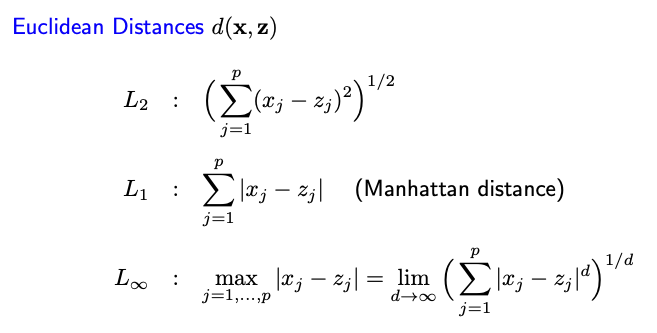 Euclidean Distances d(x, z)
L₂ : ( ∑_{j=1}^{p} (x_j − z_j)² )^{1/2}
L₁ : ∑_{j=1}^{p} |x_j − z_j| (Manhattan distance)
L_∞ : max_{j=1,...,p} |x_j − z_j| = lim_{d→∞} ( ∑_{j=1}^{p} |x_j − z_j|^d )^{1/d}